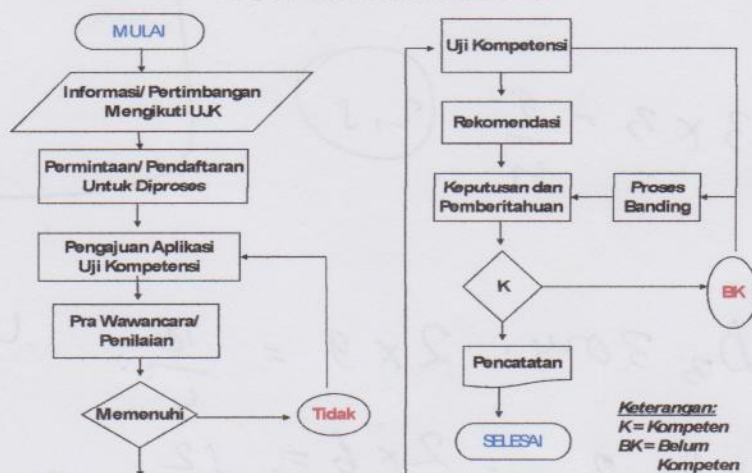 MULAI
Informasi/ Pertimbangan
Mengikuti UJK
Permintaan/ Pendaftaran
Untuk Diproses
Pengajuan Aplikasi
Uji Kompetensi
Pra Wawancara/
Penilaian
Memenuhi
Tidak
Uji Kompetensi
Rekomendasi
Keputusan dan
Pemberitahuan
Proses
Banding
K
BK
Pencatatan
SELESAI
Keterangan:
K = Kompeten
BK = Belum
Kompeten